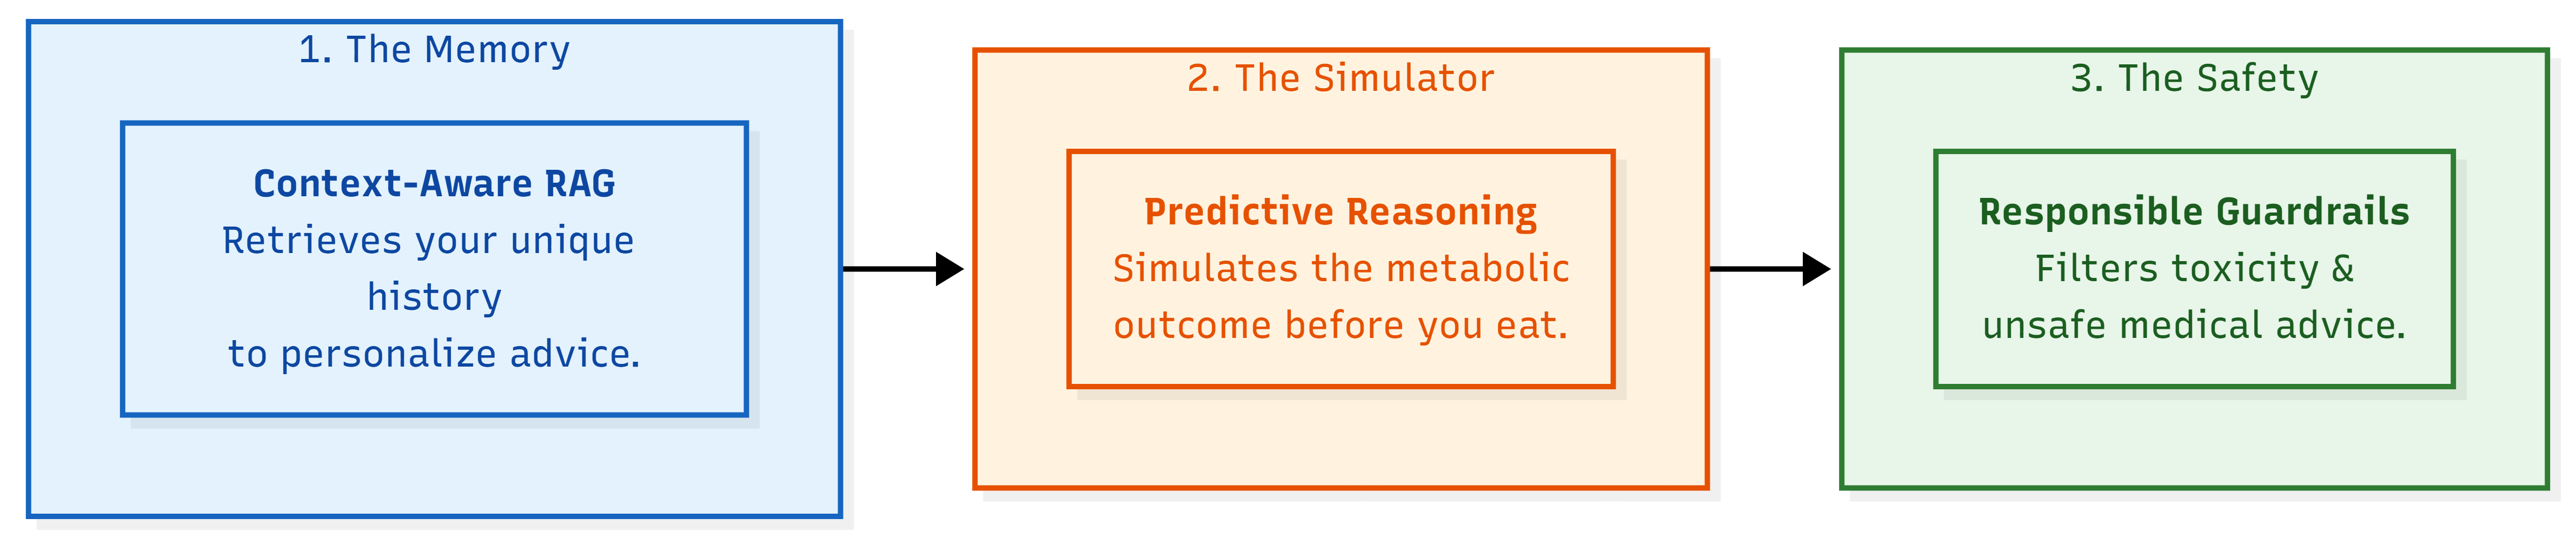 1. The Memory
Context-Aware RAG
Retrieves your unique
history
to personalize advice.
2. The Simulator
Predictive Reasoning
Simulates the metabolic
outcome before you eat.
3. The Safety
Responsible Guardrails
Filters toxicity &
unsafe medical advice.